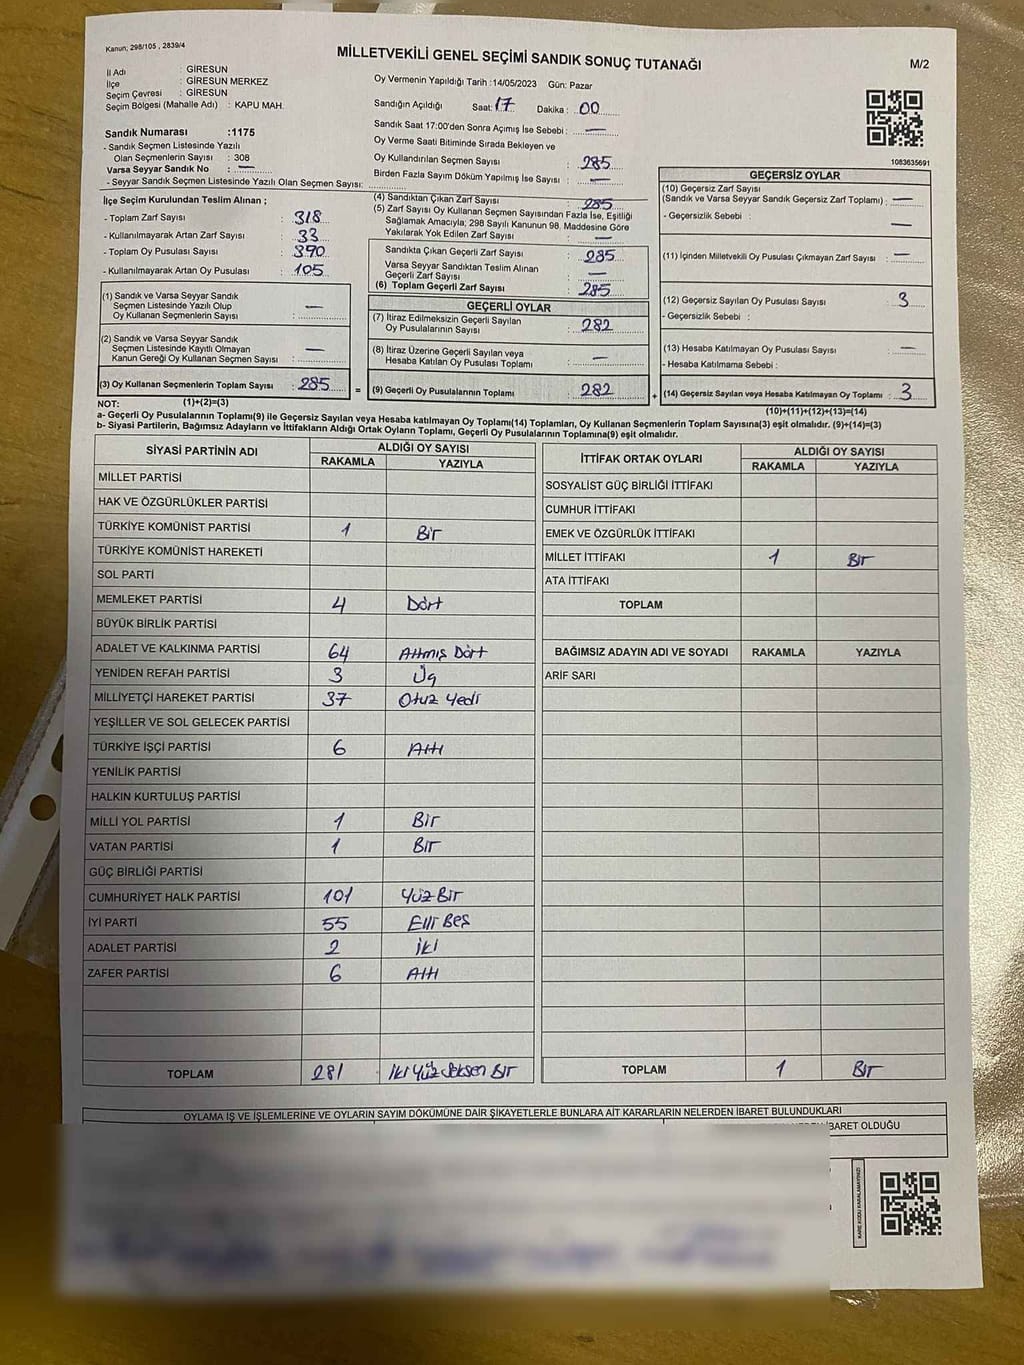 Kanun; 298/105 , 2839/4
MİLLETVEKİLİ GENEL SEÇİMİ SANDIK SONUÇ TUTANAĞI
M/2
İl Adı : GİRESUN
İlçe : GİRESUN MERKEZ
Seçim Çevresi : GİRESUN
Seçim Bölgesi (Mahalle Adı) : KAPU MAH.
Sandık Numarası :1175
- Sandık Seçmen Listesinde Yazılı
Olan Seçmenlerin Sayısı : 308
Varsa Seyyar Sandık No : —
- Seyyar Sandık Seçmen Listesinde Yazılı Olan Seçmen Sayısı:
Oy Vermenin Yapıldığı Tarih :14/05/2023 Gün: Pazar
Sandığın Açıldığı Saat: 17 Dakika : 00
Sandık Saat 17:00'den Sonra Açımış İse Sebebi : —
Oy Verme Saati Bitiminde Sırada Bekleyen ve
Oy Kullandırılan Seçmen Sayısı : 285
Birden Fazla Sayım Döküm Yapılmış İse Sayısı : —
1083635691
İlçe Seçim Kurulundan Teslim Alınan ;
- Toplam Zarf Sayısı : 318
- Kullanılmayarak Artan Zarf Sayısı : 33
- Toplam Oy Pusulası Sayısı : 390
- Kullanılmayarak Artan Oy Pusulası : 105
(1) Sandık ve Varsa Seyyar Sandık
Seçmen Listesinde Yazılı Olup
Oy Kullanan Seçmenlerin Sayısı : —
(2) Sandık ve Varsa Seyyar Sandık
Seçmen Listesinde Kayıtlı Olmayan
Kanun Gereği Oy Kullanan Seçmen Sayısı : —
(3) Oy Kullanan Seçmenlerin Toplam Sayısı : 285 =
(4) Sandıktan Çıkan Zarf Sayısı : 285
(5) Zarf Sayısı Oy Kullanan Seçmen Sayısından Fazla İse, Eşitliği
Sağlamak Amacıyla; 298 Sayılı Kanunun 98. Maddesine Göre
Yakılarak Yok Edilen Zarf Sayısı : —
Sandıkta Çıkan Geçerli Zarf Sayısı : 285
Varsa Seyyar Sandıktan Teslim Alınan
Geçerli Zarf Sayısı : —
(6) Toplam Geçerli Zarf Sayısı : 285
GEÇERLİ OYLAR
(7) İtiraz Edilmeksizin Geçerli Sayılan
Oy Pusulalarının Sayısı : 282
(8) İtiraz Üzerine Geçerli Sayılan veya
Hesaba Katılan Oy Pusulası Toplamı : —
(9) Geçerli Oy Pusulalarının Toplamı : 282 +
GEÇERSİZ OYLAR
(10) Geçersiz Zarf Sayısı
(Sandık ve Varsa Seyyar Sandık Geçersiz Zarf Toplamı) : —
- Geçersizlik Sebebi : —
(11) İçinden Milletvekili Oy Pusulası Çıkmayan Zarf Sayısı : —
(12) Geçersiz Sayılan Oy Pusulası Sayısı : 3
- Geçersizlik Sebebi :
(13) Hesaba Katılmayan Oy Pusulası Sayısı : —
- Hesaba Katılmama Sebebi :
(14) Geçersiz Sayılan veya Hesaba Katılmayan Oy Toplamı : 3
NOT: (1)+(2)=(3)
(10)+(11)+(12)+(13)=(14)
a- Geçerli Oy Pusulalarının Toplamı(9) ile Geçersiz Sayılan veya Hesaba katılmayan Oy Toplamı(14) Toplamları, Oy Kullanan Seçmenlerin Toplam Sayısına(3) eşit olmalıdır. (9)+(14)=(3)
b- Siyasi Partilerin, Bağımsız Adayların ve İttifakların Aldığı Ortak Oyların Toplamı, Geçerli Oy Pusulalarının Toplamına(9) eşit olmalıdır.
SİYASİ PARTİNİN ADI ALDIĞI OY SAYISI
RAKAMLA YAZIYLA
MİLLET PARTİSİ
HAK VE ÖZGÜRLÜKLER PARTİSİ
TÜRKİYE KOMÜNİST PARTİSİ 1 Bir
TÜRKİYE KOMÜNİST HAREKETİ
SOL PARTİ
MEMLEKET PARTİSİ 4 Dört
BÜYÜK BİRLİK PARTİSİ
ADALET VE KALKINMA PARTİSİ 64 Altmış Dört
YENİDEN REFAH PARTİSİ 3 Üç
MİLLİYETÇİ HAREKET PARTİSİ 37 Otuz Yedi
YEŞİLLER VE SOL GELECEK PARTİSİ
TÜRKİYE İŞÇİ PARTİSİ 6 Altı
YENİLİK PARTİSİ
HALKIN KURTULUŞ PARTİSİ
MİLLİ YOL PARTİSİ 1 Bir
VATAN PARTİSİ 1 Bir
GÜÇ BİRLİĞİ PARTİSİ
CUMHURİYET HALK PARTİSİ 101 Yüz Bir
İYİ PARTİ 55 Elli Beş
ADALET PARTİSİ 2 İki
ZAFER PARTİSİ 6 Altı
TOPLAM 281 İki Yüz Seksen Bir
İTTİFAK ORTAK OYLARI ALDIĞI OY SAYISI
RAKAMLA YAZIYLA
SOSYALİST GÜÇ BİRLİĞİ İTTİFAKI
CUMHUR İTTİFAKI
EMEK VE ÖZGÜRLÜK İTTİFAKI
MİLLET İTTİFAKI 1 Bir
ATA İTTİFAKI
TOPLAM
BAĞIMSIZ ADAYIN ADI VE SOYADI RAKAMLA YAZIYLA
ARİF SARI
TOPLAM 1 Bir
OYLAMA İŞ VE İŞLEMLERİNE VE OYLARIN SAYIM DÖKÜMÜNE DAİR ŞİKAYETLERLE BUNLARA AİT KARARLARIN NELERDEN İBARET BULUNDUKLARI
İBARET OLDUĞU
KARE KODU KARALAMAYINIZ!